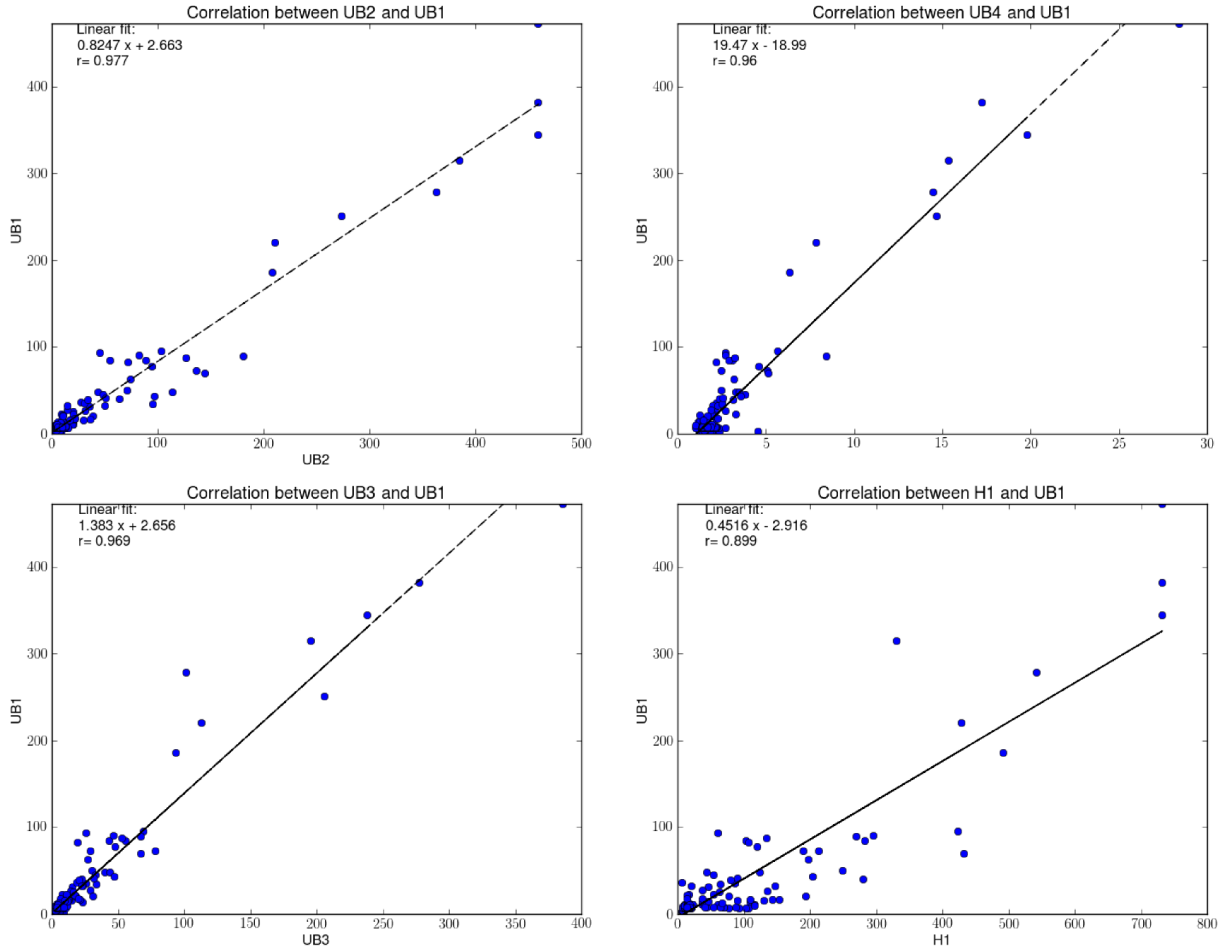 Correlation between UB2 and UB1
Linear fit:
0.8247 x + 2.663
r= 0.977
UB1
400
300
200
100
0
0 100 200 300 400 500
UB2
Correlation between UB4 and UB1
Linear fit:
19.47 x - 18.99
r= 0.96
UB1
400
300
200
100
0
0 5 10 15 20 25 30
UB4
Correlation between UB3 and UB1
Linear fit:
1.383 x + 2.656
r= 0.969
UB1
400
300
200
100
0
0 50 100 150 200 250 300 350 400
UB3
Correlation between H1 and UB1
Linear fit:
0.4516 x - 2.916
r= 0.899
UB1
400
300
200
100
0
0 100 200 300 400 500 600 700 800
H1